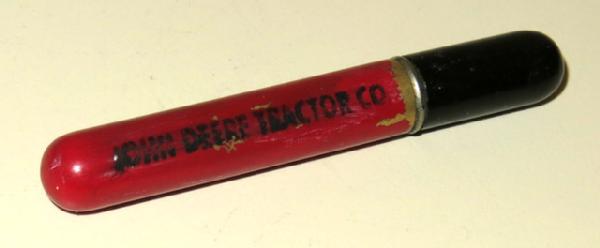 JOHN DEERE TRACTOR CO